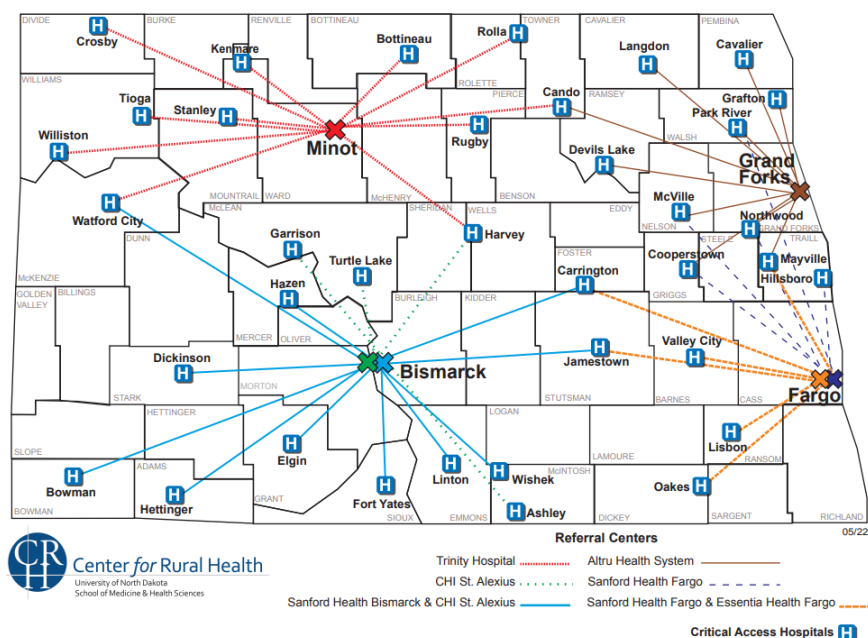 DIVIDE
BURKE
RENVILLE
BOTTINEAU
TOWNER
CAVALIER
PEMBINA
Crosby
Kenmare
Bottineau
Rolla
Langdon
Cavalier
WILLIAMS
ROLETTE
PIERCE
RAMSEY
Tioga
Stanley
Cando
Grafton
Park River
Williston
Minot
Rugby
WALSH
Devils Lake
Grand
Forks
MOUNTRAIL
WARD
McHENRY
BENSON
McVille
Watford City
McLEAN
SHERIDAN
WELLS
EDDY
NELSON
Northwood
GRAND FORKS
DUNN
Garrison
Harvey
STEELE
TRAILL
Turtle Lake
FOSTER
Carrington
Cooperstown
Mayville
Hillsboro
McKENZIE
GOLDEN
VALLEY
BILLINGS
Hazen
BURLEIGH
KIDDER
GRIGGS
MERCER
OLIVER
Dickinson
Bismarck
Jamestown
Valley City
MORTON
Fargo
STARK
STUTSMAN
BARNES
CASS
HETTINGER
LOGAN
SLOPE
Elgin
LAMOURE
Lisbon
RANSOM
ADAMS
Bowman
Hettinger
GRANT
Linton
Wishek
McINTOSH
Oakes
Fort Yates
Ashley
BOWMAN
SIOUX
EMMONS
DICKEY
SARGENT
RICHLAND
05/22
CRH
Center for Rural Health
University of North Dakota
School of Medicine & Health Sciences
Referral Centers
Trinity Hospital
Altru Health System
CHI St. Alexius
Sanford Health Fargo
Sanford Health Bismarck & CHI St. Alexius
Sanford Health Fargo & Essentia Health Fargo
Critical Access Hospitals H